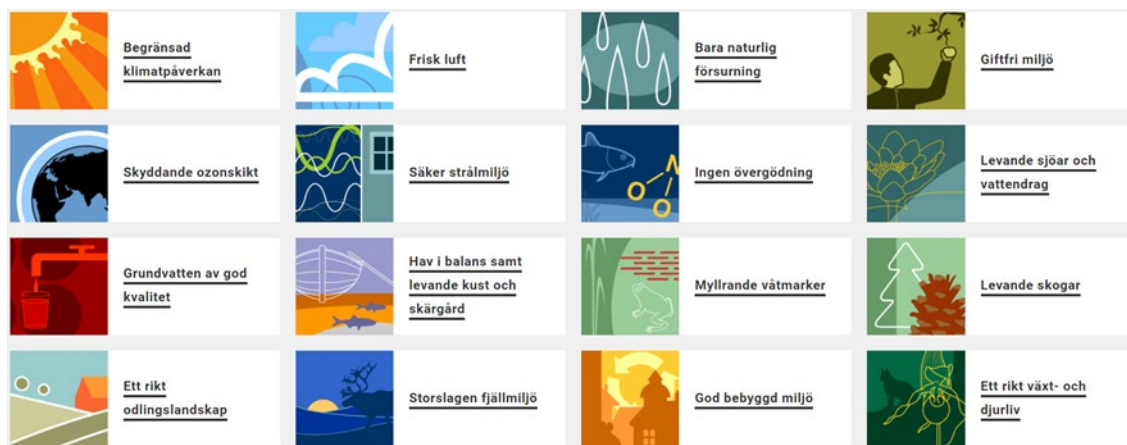 Begränsad
klimatpåverkan
Frisk luft
Bara naturlig
försurning
Giftfri miljö
Skyddande ozonskikt
Säker strålmiljö
Ingen övergödning
N
O
O
Levande sjöar och
vattendrag
Grundvatten av god
kvalitet
Hav i balans samt
levande kust och
skärgård
Myllrande våtmarker
Levande skogar
Ett rikt
odlingslandskap
Storslagen fjällmiljö
God bebyggd miljö
Ett rikt växt- och
djurliv